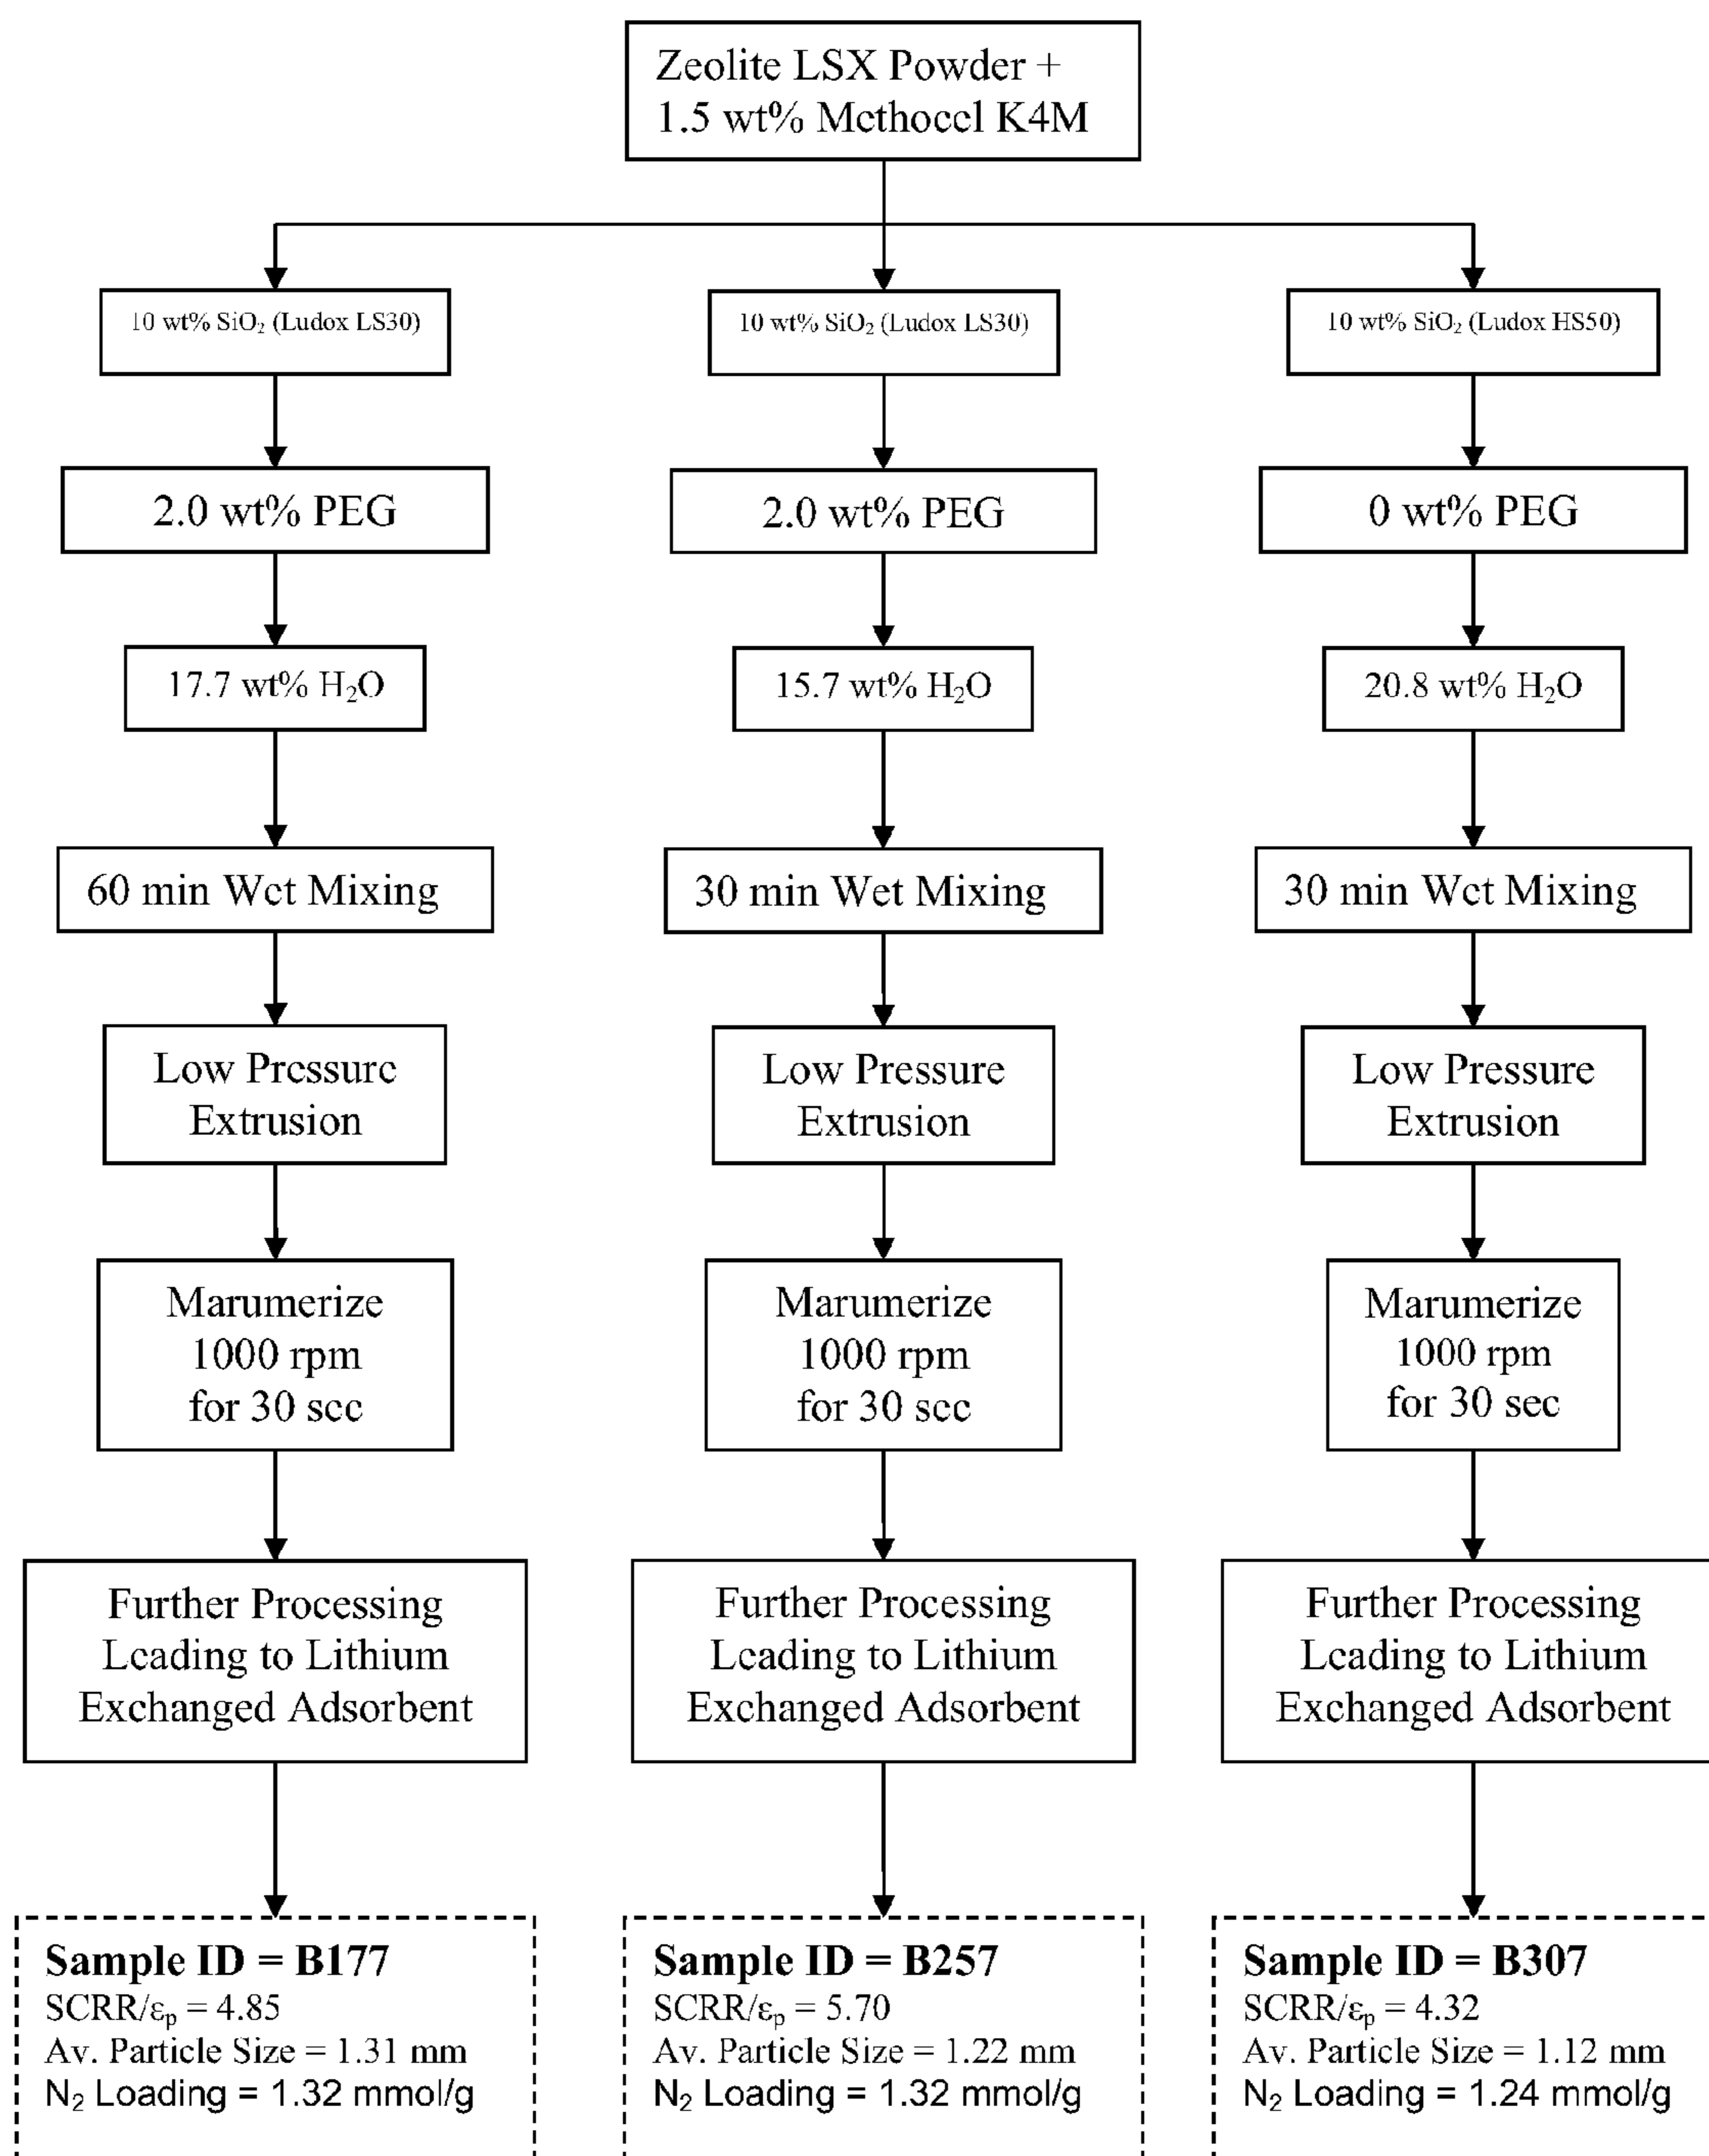 Zeolite LSX Powder +
1.5 wt% Methocel K4M
10 wt% SiO₂ (Ludox LS30)
10 wt% SiO₂ (Ludox LS30)
10 wt% SiO₂ (Ludox HS50)
2.0 wt% PEG
2.0 wt% PEG
0 wt% PEG
17.7 wt% H₂O
15.7 wt% H₂O
20.8 wt% H₂O
60 min Wet Mixing
30 min Wet Mixing
30 min Wet Mixing
Low Pressure
Extrusion
Low Pressure
Extrusion
Low Pressure
Extrusion
Marumerize
1000 rpm
for 30 sec
Marumerize
1000 rpm
for 30 sec
Marumerize
1000 rpm
for 30 sec
Further Processing
Leading to Lithium
Exchanged Adsorbent
Further Processing
Leading to Lithium
Exchanged Adsorbent
Further Processing
Leading to Lithium
Exchanged Adsorbent
Sample ID = B177
SCRR/εₚ = 4.85
Av. Particle Size = 1.31 mm
N₂ Loading = 1.32 mmol/g
Sample ID = B257
SCRR/εₚ = 5.70
Av. Particle Size = 1.22 mm
N₂ Loading = 1.32 mmol/g
Sample ID = B307
SCRR/εₚ = 4.32
Av. Particle Size = 1.12 mm
N₂ Loading = 1.24 mmol/g